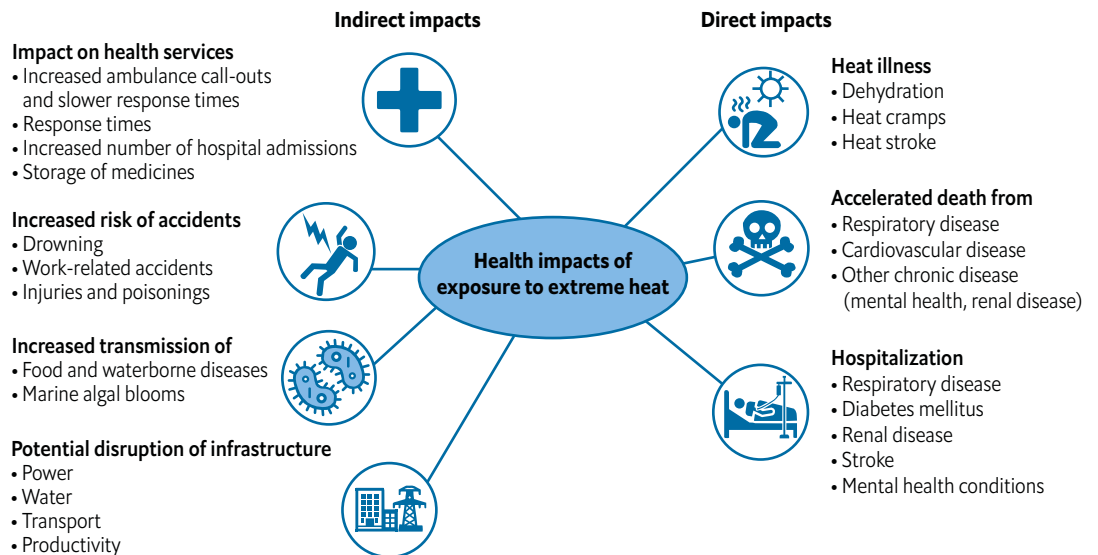 Indirect impacts
Impact on health services
• Increased ambulance call-outs
and slower response times
• Response times
• Increased number of hospital admissions
• Storage of medicines
Increased risk of accidents
• Drowning
• Work-related accidents
• Injuries and poisonings
Increased transmission of
• Food and waterborne diseases
• Marine algal blooms
Potential disruption of infrastructure
• Power
• Water
• Transport
• Productivity
Health impacts of
exposure to extreme heat
Direct impacts
Heat illness
• Dehydration
• Heat cramps
• Heat stroke
Accelerated death from
• Respiratory disease
• Cardiovascular disease
• Other chronic disease
(mental health, renal disease)
Hospitalization
• Respiratory disease
• Diabetes mellitus
• Renal disease
• Stroke
• Mental health conditions